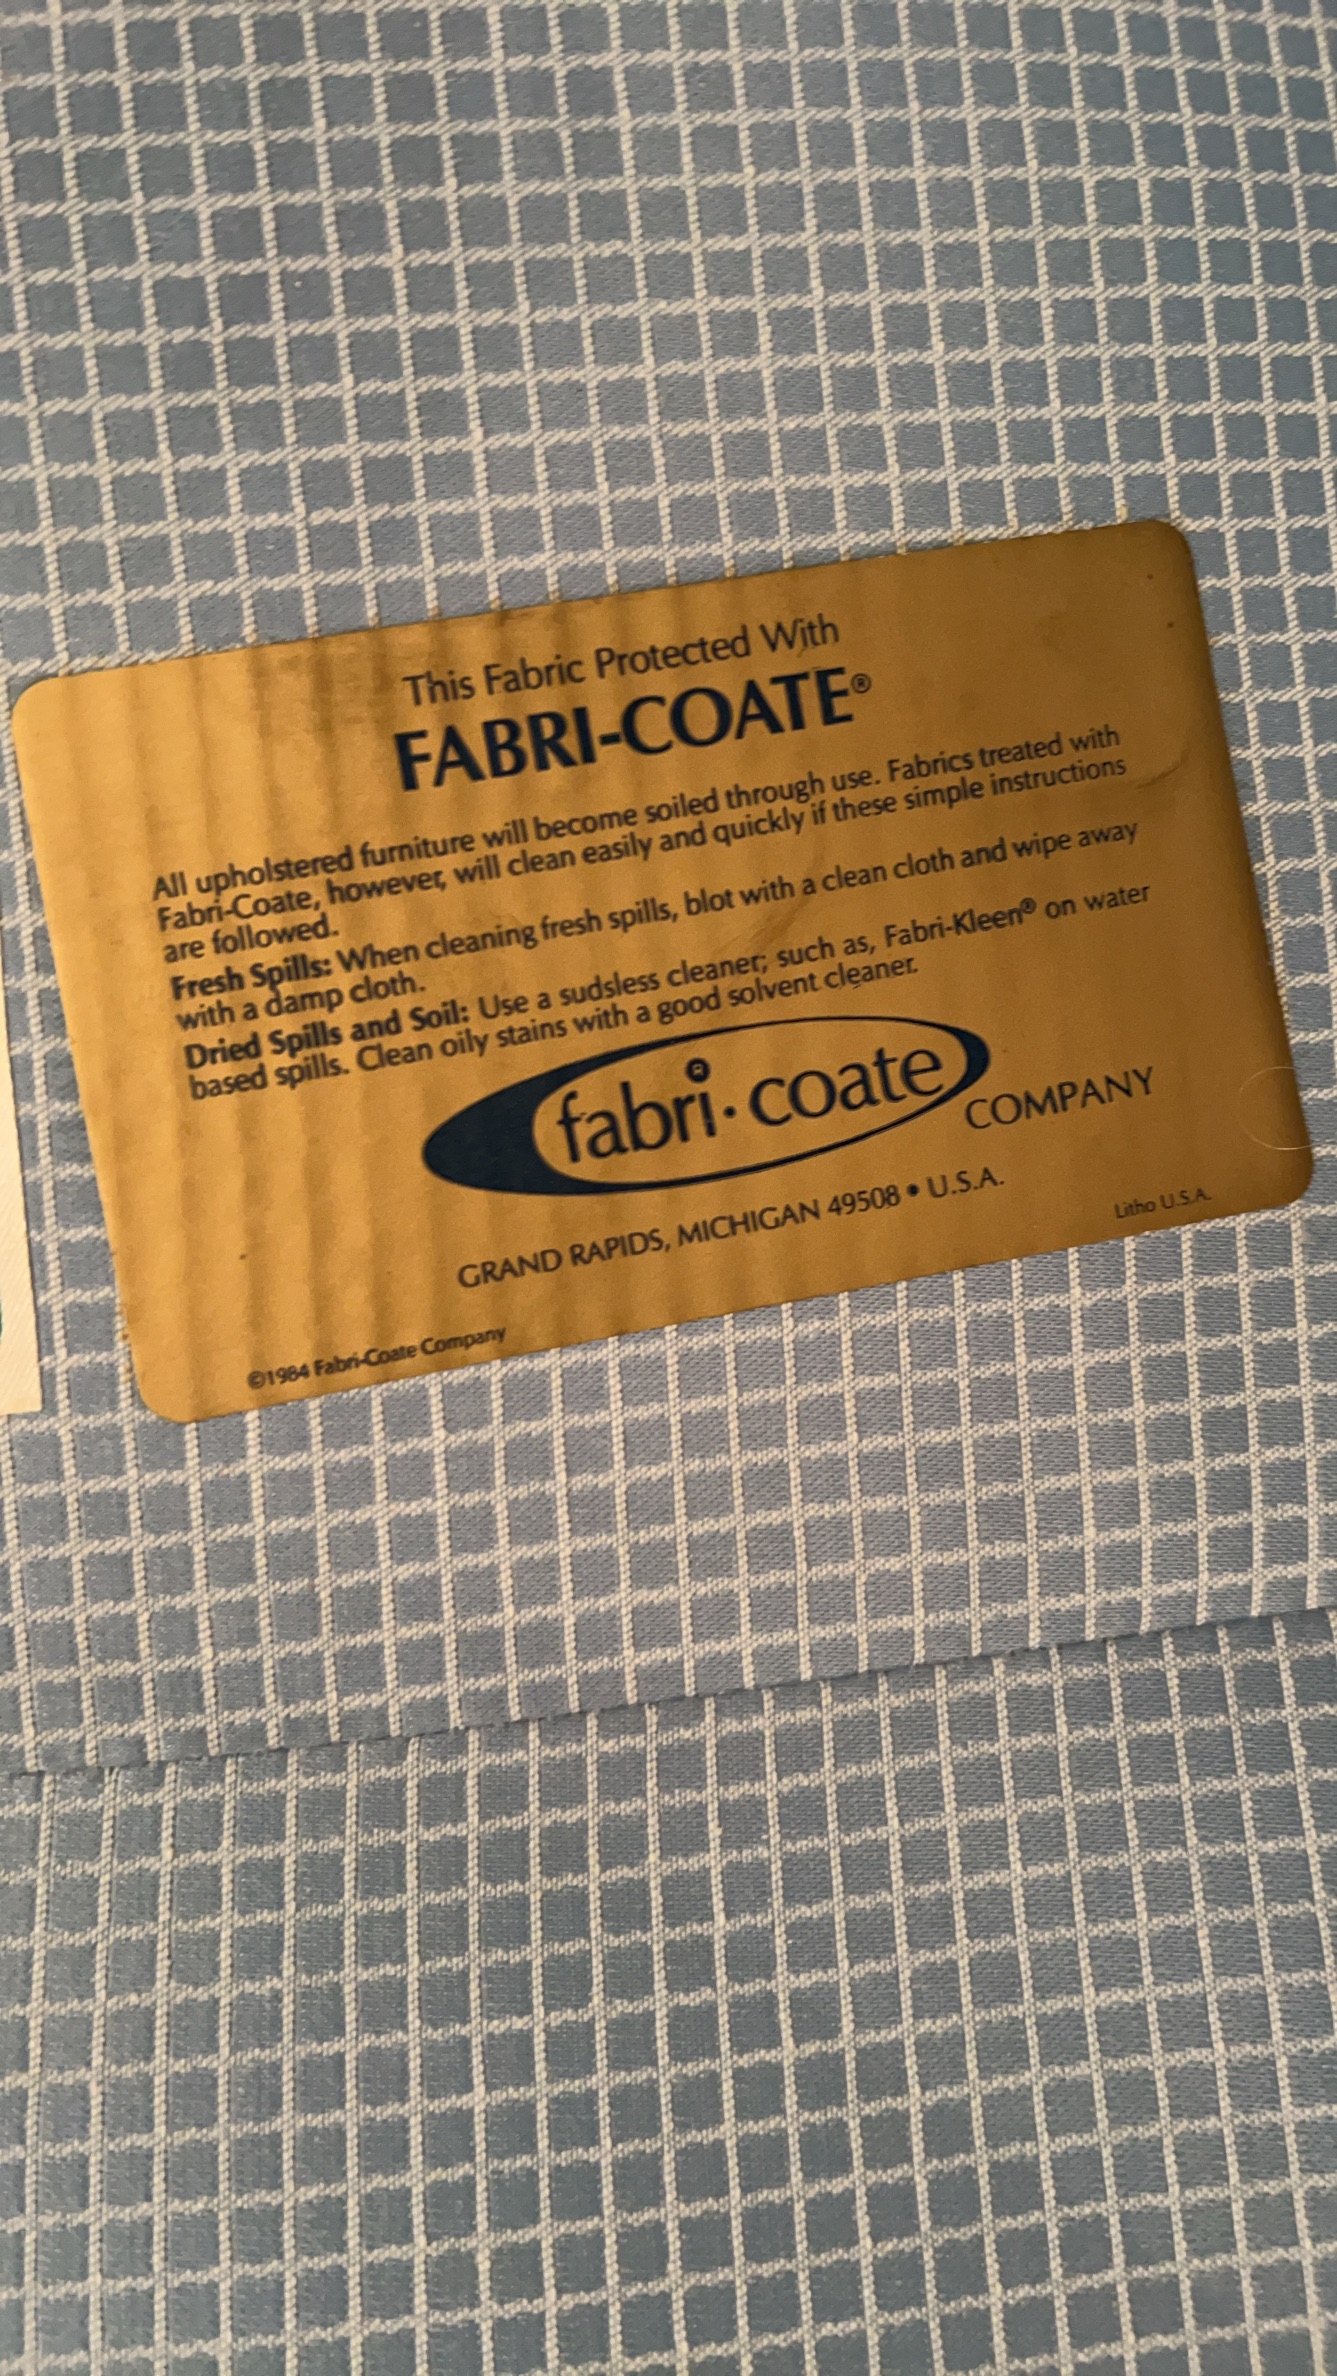 This Fabric Protected With
FABRI-COATE®
All upholstered furniture will become soiled through use. Fabrics treated with
Fabri-Coate, however, will clean easily and quickly if these simple instructions
are followed.
Fresh Spills: When cleaning fresh spills, blot with a clean cloth and wipe away
with a damp cloth.
Dried Spills and Soil: Use a sudsless cleaner; such as, Fabri-Kleen® on water
based spills. Clean oily stains with a good solvent cleaner.
fabri·coate® COMPANY
GRAND RAPIDS, MICHIGAN 49508 • U.S.A.
Litho U.S.A.
©1984 Fabri-Coate Company